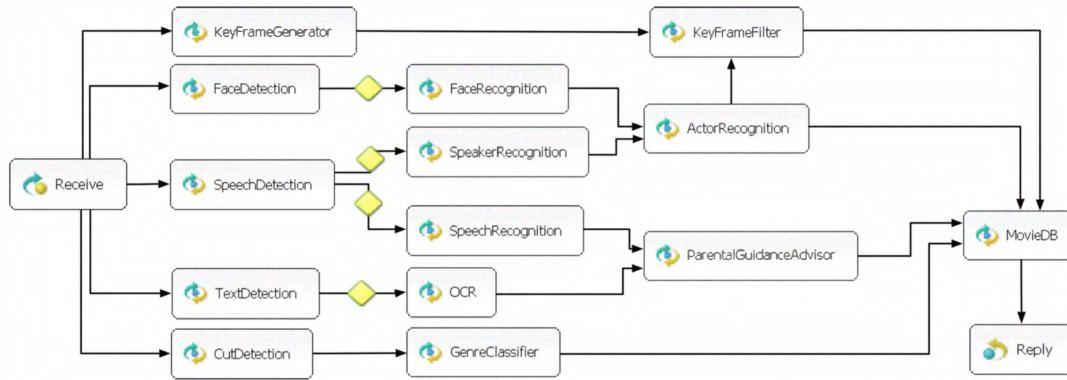 KeyFrameGenerator
KeyFrameFilter
FaceDetection
FaceRecognition
ActorRecognition
SpeakerRecognition
Receive
SpeechDetection
SpeechRecognition
MovieDB
ParentalGuidanceAdvisor
TextDetection
OCR
CutDetection
GenreClassifier
Reply